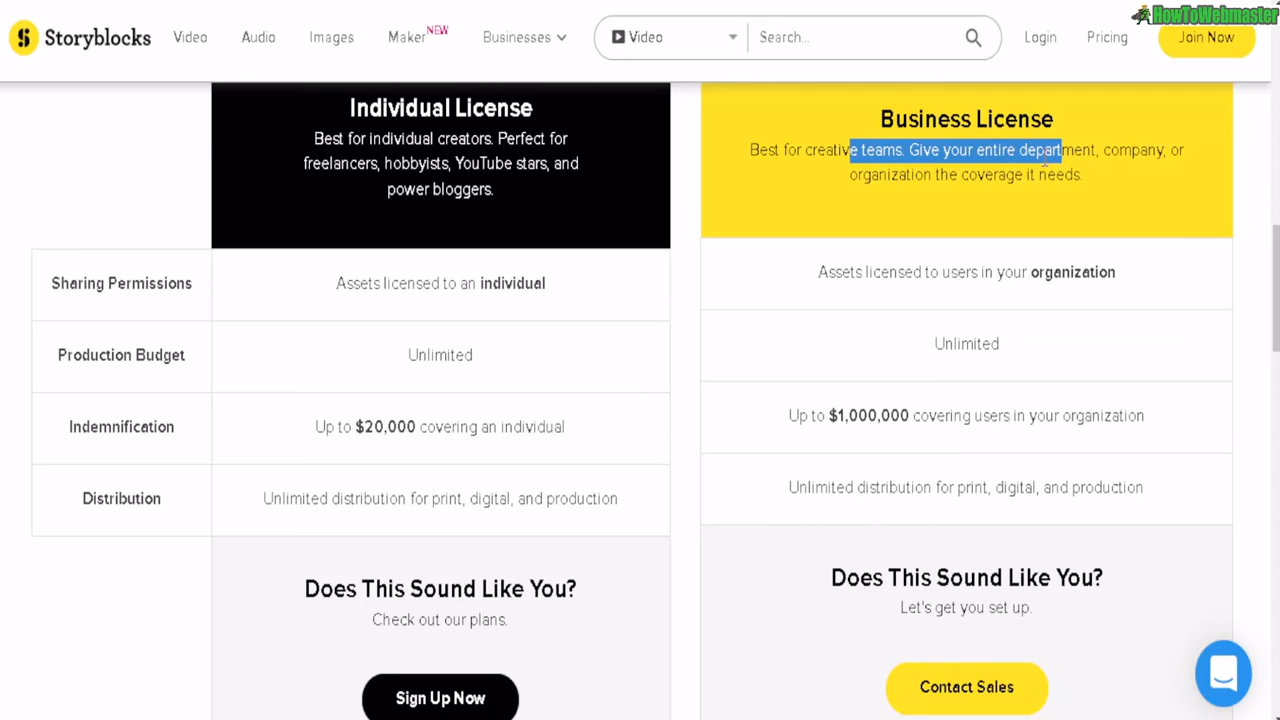 HowToWebmaster
Storyblocks Video Audio Images Maker NEW Businesses Video Search... Login Pricing Join Now
Individual License
Best for individual creators. Perfect for
freelancers, hobbyists, YouTube stars, and
power bloggers.
Business License
Best for creative teams. Give your entire department, company, or
organization the coverage it needs.
Sharing Permissions
Assets licensed to an individual
Assets licensed to users in your organization
Production Budget
Unlimited
Unlimited
Indemnification
Up to $20,000 covering an individual
Up to $1,000,000 covering users in your organization
Distribution
Unlimited distribution for print, digital, and production
Unlimited distribution for print, digital, and production
Does This Sound Like You?
Check out our plans.
Sign Up Now
Does This Sound Like You?
Let's get you set up.
Contact Sales